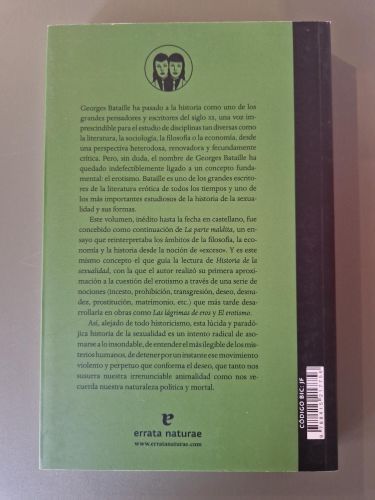 Georges Bataille ha pasado a la historia como uno de los
grandes pensadores y escritores del siglo XX, una voz im-
prescindible para el estudio de disciplinas tan diversas como
la literatura, la sociología, la filosofía o la economía, desde
una perspectiva heterodoxa, renovadora y fecundamente
crítica. Pero, sin duda, el nombre de Georges Bataille ha
quedado indefectiblemente ligado a un concepto funda-
mental: el erotismo. Bataille es uno de los grandes escrito-
res de la literatura erótica de todos los tiempos y uno de
los más importantes estudiosos de la historia de la sexua-
lidad y sus formas.
Este volumen, inédito hasta la fecha en castellano, fue
concebido como continuación de La parte maldita, un en-
sayo que reinterpretaba los ámbitos de la filosofía, la eco-
nomía y la historia desde la noción de «exceso». Y es este
mismo concepto el que guía la lectura de Historia de la
sexualidad, con la que el autor realizó su primera aproxi-
mación a la cuestión del erotismo a través de una serie de
nociones (incesto, prohibición, transgresión, deseo, desnu-
dez, prostitución, matrimonio, etc.) que más tarde desa-
rrollaría en obras como Las lágrimas de eros y El erotismo.
Así, alejado de todo historicismo, esta lúcida y paradó-
jica historia de la sexualidad es un intento radical de aso-
marse a lo insondable, de entender el más ilegible de los mis-
terios humanos, de detener por un instante ese movimiento
violento y perpetuo que conforma el deseo, que tanto nos
susurra nuestra irrenunciable animalidad como nos re-
cuerda nuestra naturaleza política y mortal.
errata naturae
www.erratanaturae.com
CÓDIGO BIC: JF